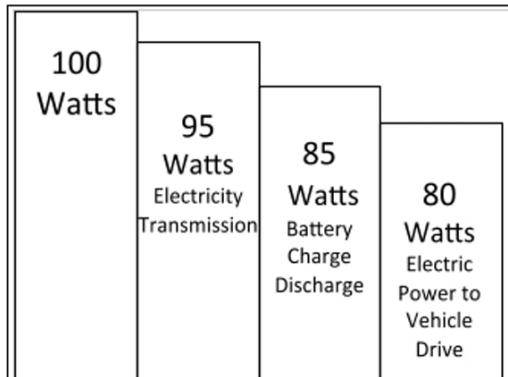 100
Watts
95
Watts
Electricity
Transmission
85
Watts
Battery
Charge
Discharge
80
Watts
Electric
Power to
Vehicle
Drive